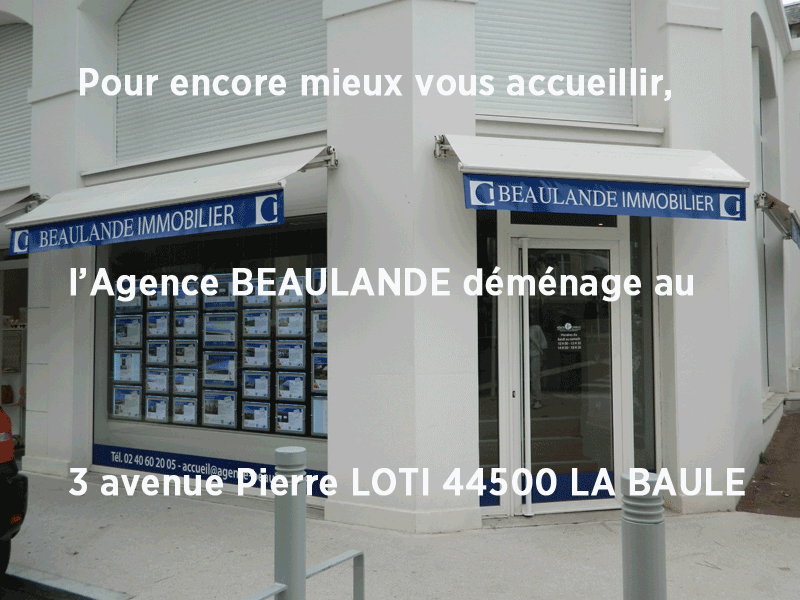 Pour encore mieux vous accueillir,
BEAULANDE IMMOBILIER
BEAULANDE IMMOBILIER
l'Agence BEAULANDE déménage au
Tél. 02 40 60 20 05 - accueil@agence
3 avenue Pierre LOTI 44500 LA BAULE